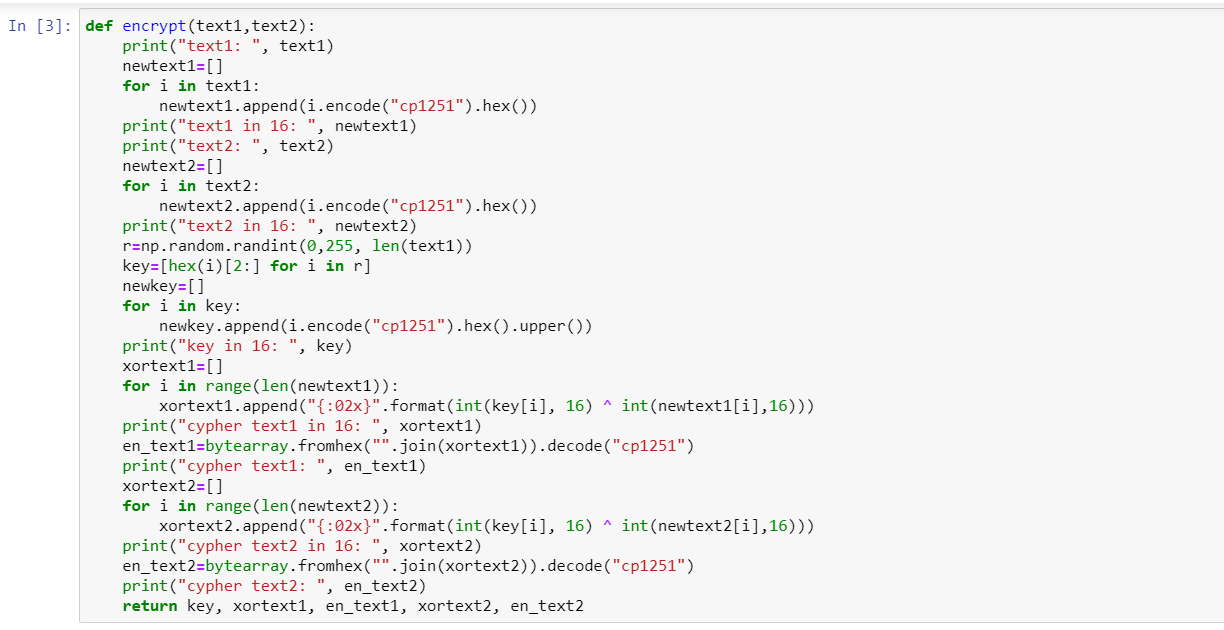 In [3]: def encrypt(text1,text2):
    print("text1: ", text1)
    newtext1=[]
    for i in text1:
        newtext1.append(i.encode("cp1251").hex())
    print("text1 in 16: ", newtext1)
    print("text2: ", text2)
    newtext2=[]
    for i in text2:
        newtext2.append(i.encode("cp1251").hex())
    print("text2 in 16: ", newtext2)
    r=np.random.randint(0,255, len(text1))
    key=[hex(i)[2:] for i in r]
    newkey=[]
    for i in key:
        newkey.append(i.encode("cp1251").hex().upper())
    print("key in 16: ", key)
    xortext1=[]
    for i in range(len(newtext1)):
        xortext1.append("{:02x}".format(int(key[i], 16) ^ int(newtext1[i],16)))
    print("cypher text1 in 16: ", xortext1)
    en_text1=bytearray.fromhex("".join(xortext1)).decode("cp1251")
    print("cypher text1: ", en_text1)
    xortext2=[]
    for i in range(len(newtext2)):
        xortext2.append("{:02x}".format(int(key[i], 16) ^ int(newtext2[i],16)))
    print("cypher text2 in 16: ", xortext2)
    en_text2=bytearray.fromhex("".join(xortext2)).decode("cp1251")
    print("cypher text2: ", en_text2)
    return key, xortext1, en_text1, xortext2, en_text2